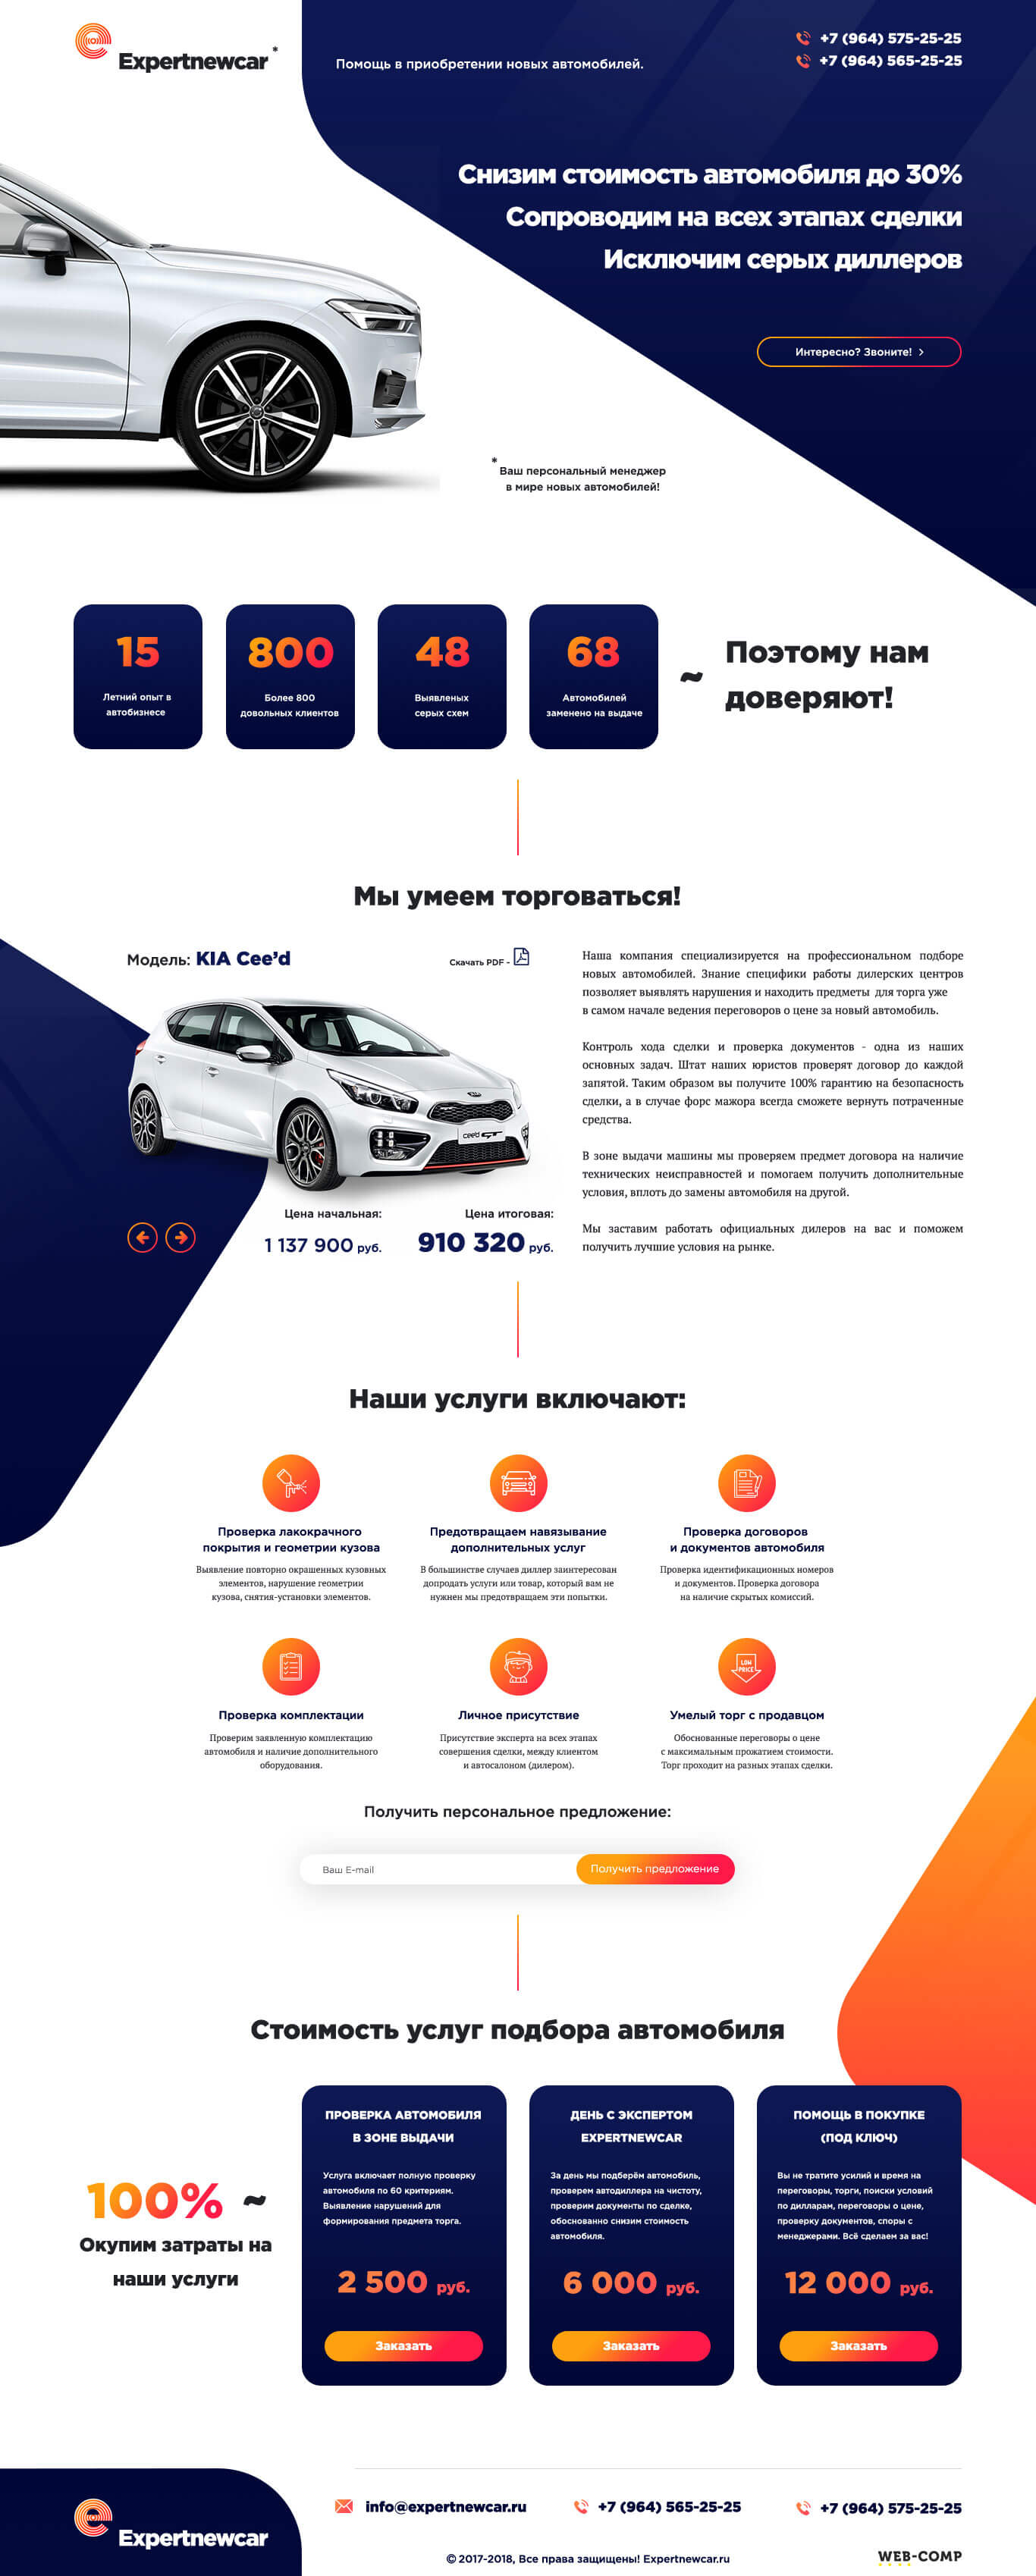 Expertnewcar *
Помощь в приобретении новых автомобилей.
+7 (964) 575-25-25
+7 (964) 565-25-25
Снизим стоимость автомобиля до 30%
Сопроводим на всех этапах сделки
Исключим серых диллеров
Интересно? Звоните! >
* Ваш персональный менеджер
в мире новых автомобилей!
15
Летний опыт в
автобизнесе
800
Более 800
довольных клиентов
48
Выявленых
серых схем
68
Автомобилей
заменено на выдаче
~
Поэтому нам
доверяют!
Мы умеем торговаться!
Модель: KIA Cee’d
Скачать PDF -
cee'd GT
Цена начальная:
1 137 900 руб.
Цена итоговая:
910 320 руб.
Наша компания специализируется на профессиональном подборе
новых автомобилей. Знание специфики работы дилерских центров
позволяет выявлять нарушения и находить предметы для торга уже
в самом начале ведения переговоров о цене за новый автомобиль.
Контроль хода сделки и проверка документов - одна из наших
основных задач. Штат наших юристов проверят договор до каждой
запятой. Таким образом вы получите 100% гарантию на безопасность
сделки, а в случае форс мажора всегда сможете вернуть потраченные
средства.
В зоне выдачи машины мы проверяем предмет договора на наличие
технических неисправностей и помогаем получить дополнительные
условия, вплоть до замены автомобиля на другой.
Мы заставим работать официальных дилеров на вас и поможем
получить лучшие условия на рынке.
Наши услуги включают:
Проверка лакокрачного
покрытия и геометрии кузова
Выявление повторно окрашенных кузовных
элементов, нарушение геометрии
кузова, снятия-установки элементов.
Предотвращаем навязывание
дополнительных услуг
В большинстве случаев диллер заинтересован
допродать услуги или товар, который вам не
нужнен мы предотвращаем эти попытки.
Проверка договоров
и документов автомобиля
Проверка идентификационных номеров
и документов. Проверка договора
на наличие скрытых комиссий.
Проверка комплектации
Проверим заявленную комплектацию
автомобиля и наличие дополнительного
оборудования.
Личное присутствие
Присутствие эксперта на всех этапах
совершения сделки, между клиентом
и автосалоном (дилером).
LOW
PRICE
Умелый торг с продавцом
Обоснованные переговоры о цене
с максимальным прожатием стоимости.
Торг проходит на разных этапах сделки.
Получить персональное предложение:
Ваш E-mail
Получить предложение
Стоимость услуг подбора автомобиля
100% ~
Окупим затраты на
наши услуги
ПРОВЕРКА АВТОМОБИЛЯ
В ЗОНЕ ВЫДАЧИ
Услуга включает полную проверку
автомобиля по 60 критериям.
Выявление нарушений для
формирования предмета торга.
2 500 руб.
Заказать
ДЕНЬ С ЭКСПЕРТОМ
EXPERTNEWCAR
За день мы подберём автомобиль,
проверем автодиллера на чистоту,
проверим документы по сделке,
обоснованно снизим стоимость
автомобиля.
6 000 руб.
Заказать
ПОМОЩЬ В ПОКУПКЕ
(ПОД КЛЮЧ)
Вы не тратите усилий и время на
переговоры, торги, поиски условий
по дилларам, переговоры о цене,
проверку документов, споры с
менеджерами. Всё сделаем за вас!
12 000 руб.
Заказать
Expertnewcar
info@expertnewcar.ru
+7 (964) 565-25-25
+7 (964) 575-25-25
© 2017-2018, Все права защищены! Expertnewcar.ru
WEB-COMP